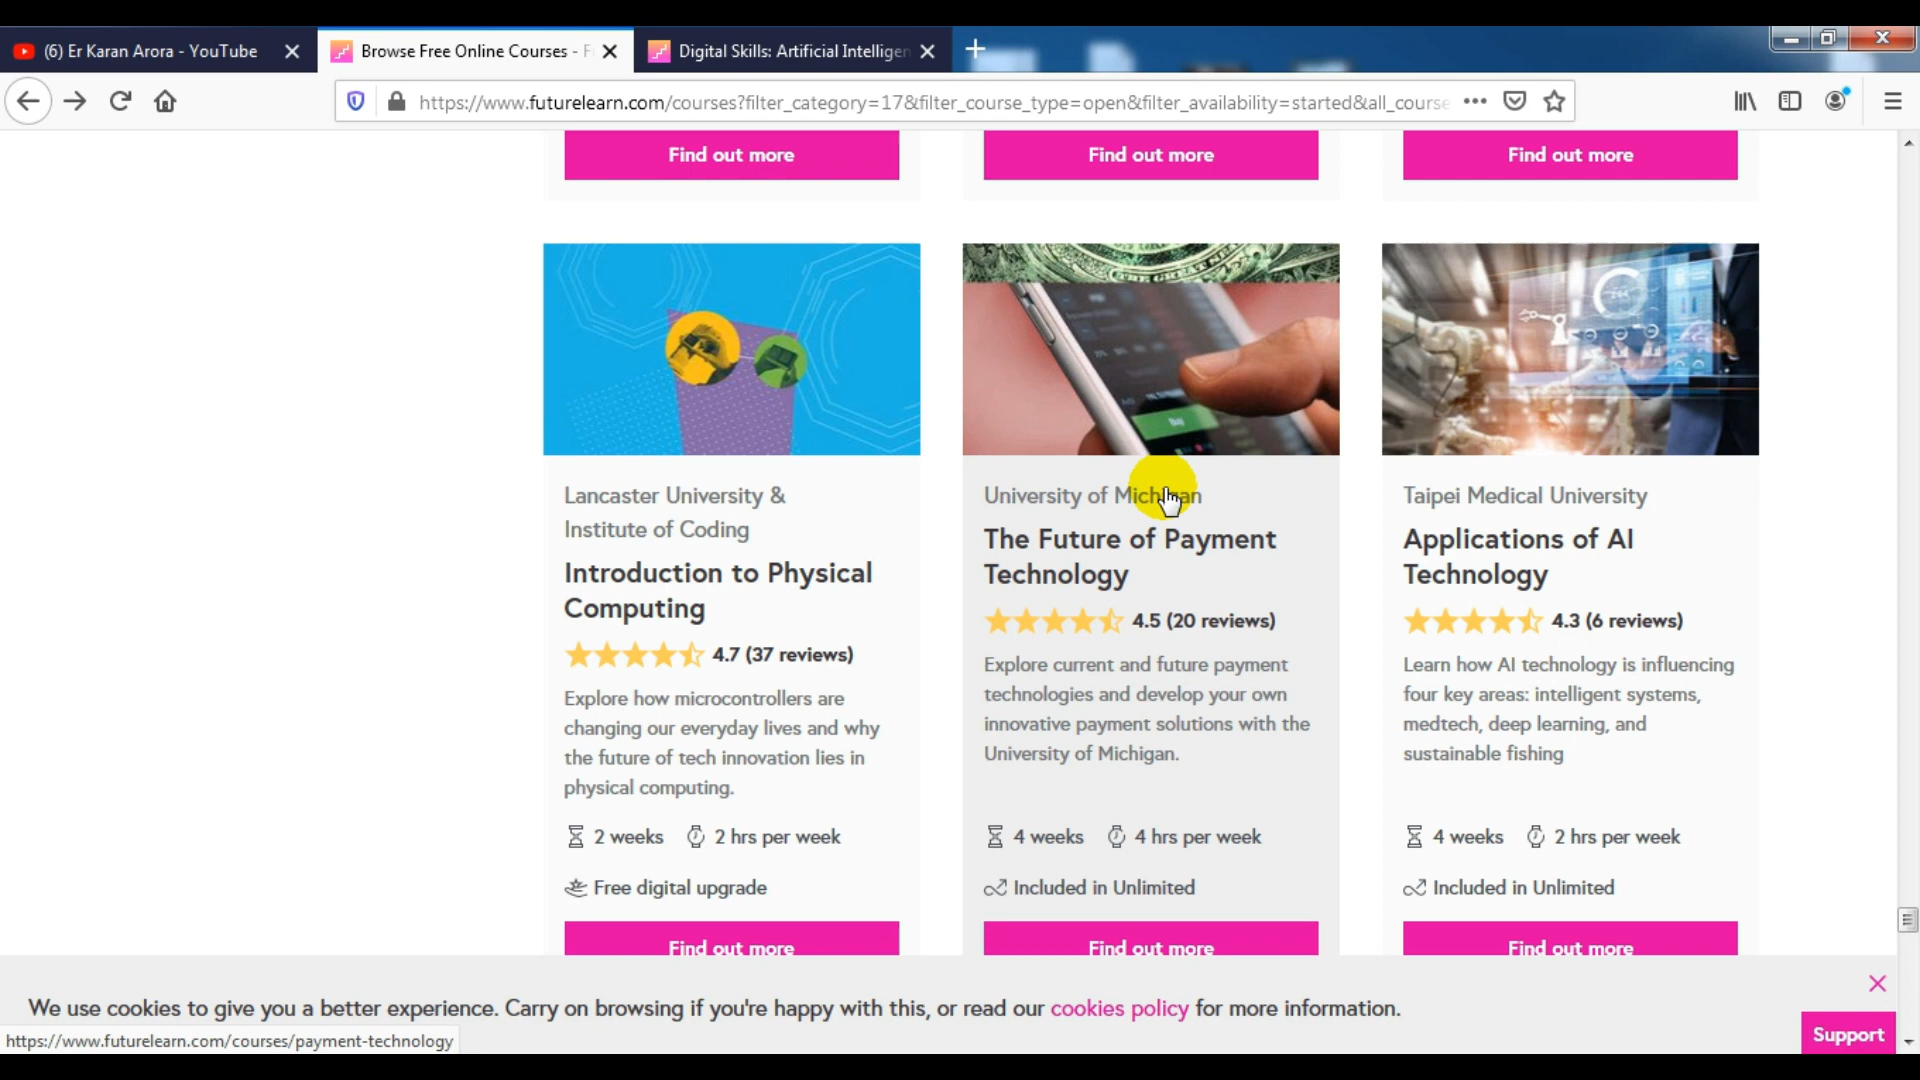 (6) Er Karan Arora - YouTube
Browse Free Online Courses - F
Digital Skills: Artificial Intelligen
https://www.futurelearn.com/courses?filter_category=17&filter_course_type=open&filter_availability=started&all_course
Find out more
Find out more
Find out more
Lancaster University &
Institute of Coding
Introduction to Physical
Computing
4.7 (37 reviews)
Explore how microcontrollers are
changing our everyday lives and why
the future of tech innovation lies in
physical computing.
2 weeks
2 hrs per week
Free digital upgrade
Find out more
Buy
University of Michigan
The Future of Payment
Technology
4.5 (20 reviews)
Explore current and future payment
technologies and develop your own
innovative payment solutions with the
University of Michigan.
4 weeks
4 hrs per week
Included in Unlimited
Find out more
Taipei Medical University
Applications of AI
Technology
4.3 (6 reviews)
Learn how AI technology is influencing
four key areas: intelligent systems,
medtech, deep learning, and
sustainable fishing
4 weeks
2 hrs per week
Included in Unlimited
Find out more
We use cookies to give you a better experience. Carry on browsing if you're happy with this, or read our cookies policy for more information.
https://www.futurelearn.com/courses/payment-technology
Support